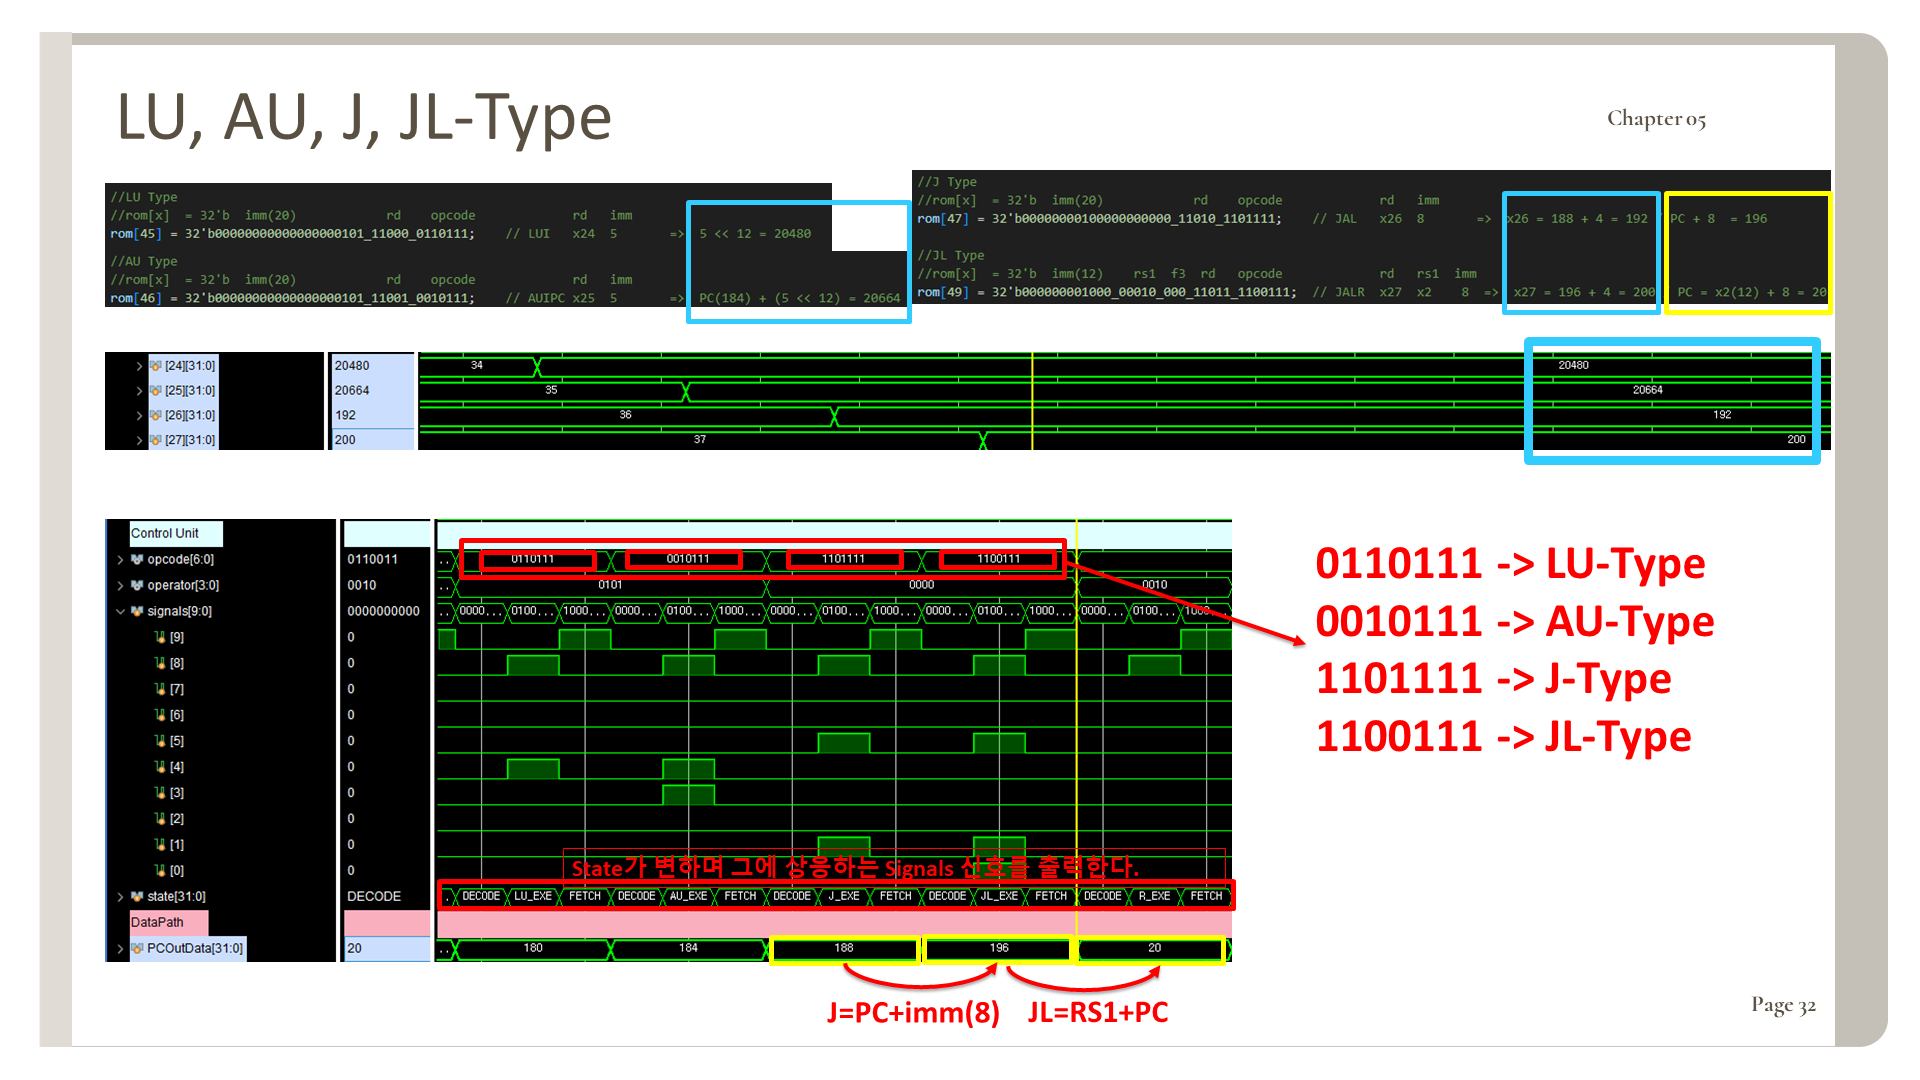 LU, AU, J, JL-Type
Chapter 05
//LU Type
//rom[x] = 32'b imm(20) rd opcode rd imm
rom[45] = 32'b00000000000000000101_11000_0110111; // LUI x24 5 => 5 << 12 = 20480
//AU Type
//rom[x] = 32'b imm(20) rd opcode rd imm
rom[46] = 32'b00000000000000000101_11001_0010111; // AUIPC x25 5 => PC(184) + (5 << 12) = 20664
//J Type
//rom[x] = 32'b imm(20) rd opcode rd imm
rom[47] = 32'b00000000100000000000_11010_1101111; // JAL x26 8 => x26 = 188 + 4 = 192 PC + 8 = 196
//JL Type
//rom[x] = 32'b imm(12) rs1 f3 rd opcode rd rs1 imm
rom[49] = 32'b000000001000_00010_000_11011_1100111; // JALR x27 x2 8 => x27 = 196 + 4 = 200 PC = x2(12) + 8 = 20
[24][31:0] 20480 34 20480
[25][31:0] 20664 35 20664
[26][31:0] 192 36 192
[27][31:0] 200 37 200
Control Unit
opcode[6:0] 0110011 .. 0110111 0010111 1101111 1100111
operator[3:0] 0010 .. 0101 0000 0010
signals[9:0] 0000000000 .. 0000... 0100... 1000... 0000... 0100... 1000... 0000... 0100... 1000... 0000... 0100... 1000... 0000... 0100... 1000...
[9] 0
[8] 0
[7] 0
[6] 0
[5] 0
[4] 0
[3] 0
[2] 0
[1] 0
[0] 0
State가 변하며 그에 상응하는 Signals 신호를 출력한다.
state[31:0] DECODE . DECODE LU_EXE FETCH DECODE AU_EXE FETCH DECODE J_EXE FETCH DECODE JL_EXE FETCH DECODE R_EXE FETCH
DataPath
PCOutData[31:0] 20 .. 180 184 188 196 20
J=PC+imm(8) JL=RS1+PC
0110111 -> LU-Type
0010111 -> AU-Type
1101111 -> J-Type
1100111 -> JL-Type
Page 32